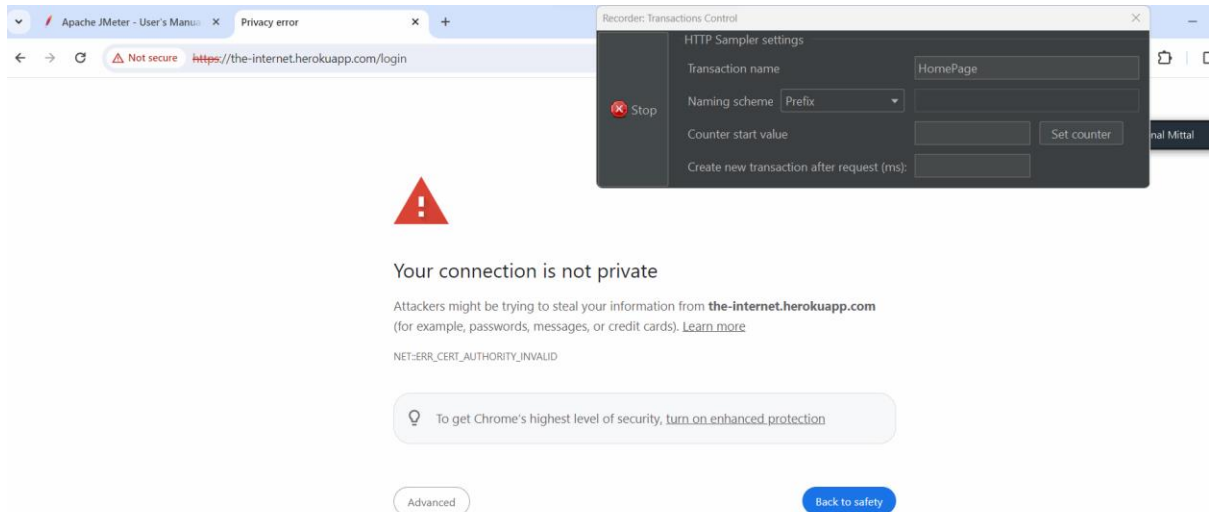 Apache JMeter - User's Manua
Privacy error
Not secure https://the-internet.herokuapp.com/login
Recorder: Transactions Control
HTTP Sampler settings
Transaction name HomePage
Stop
Naming scheme Prefix
Counter start value Set counter
Create new transaction after request (ms):
nal Mittal
Your connection is not private
Attackers might be trying to steal your information from the-internet.herokuapp.com
(for example, passwords, messages, or credit cards). Learn more
NET::ERR_CERT_AUTHORITY_INVALID
To get Chrome's highest level of security, turn on enhanced protection
Advanced Back to safety